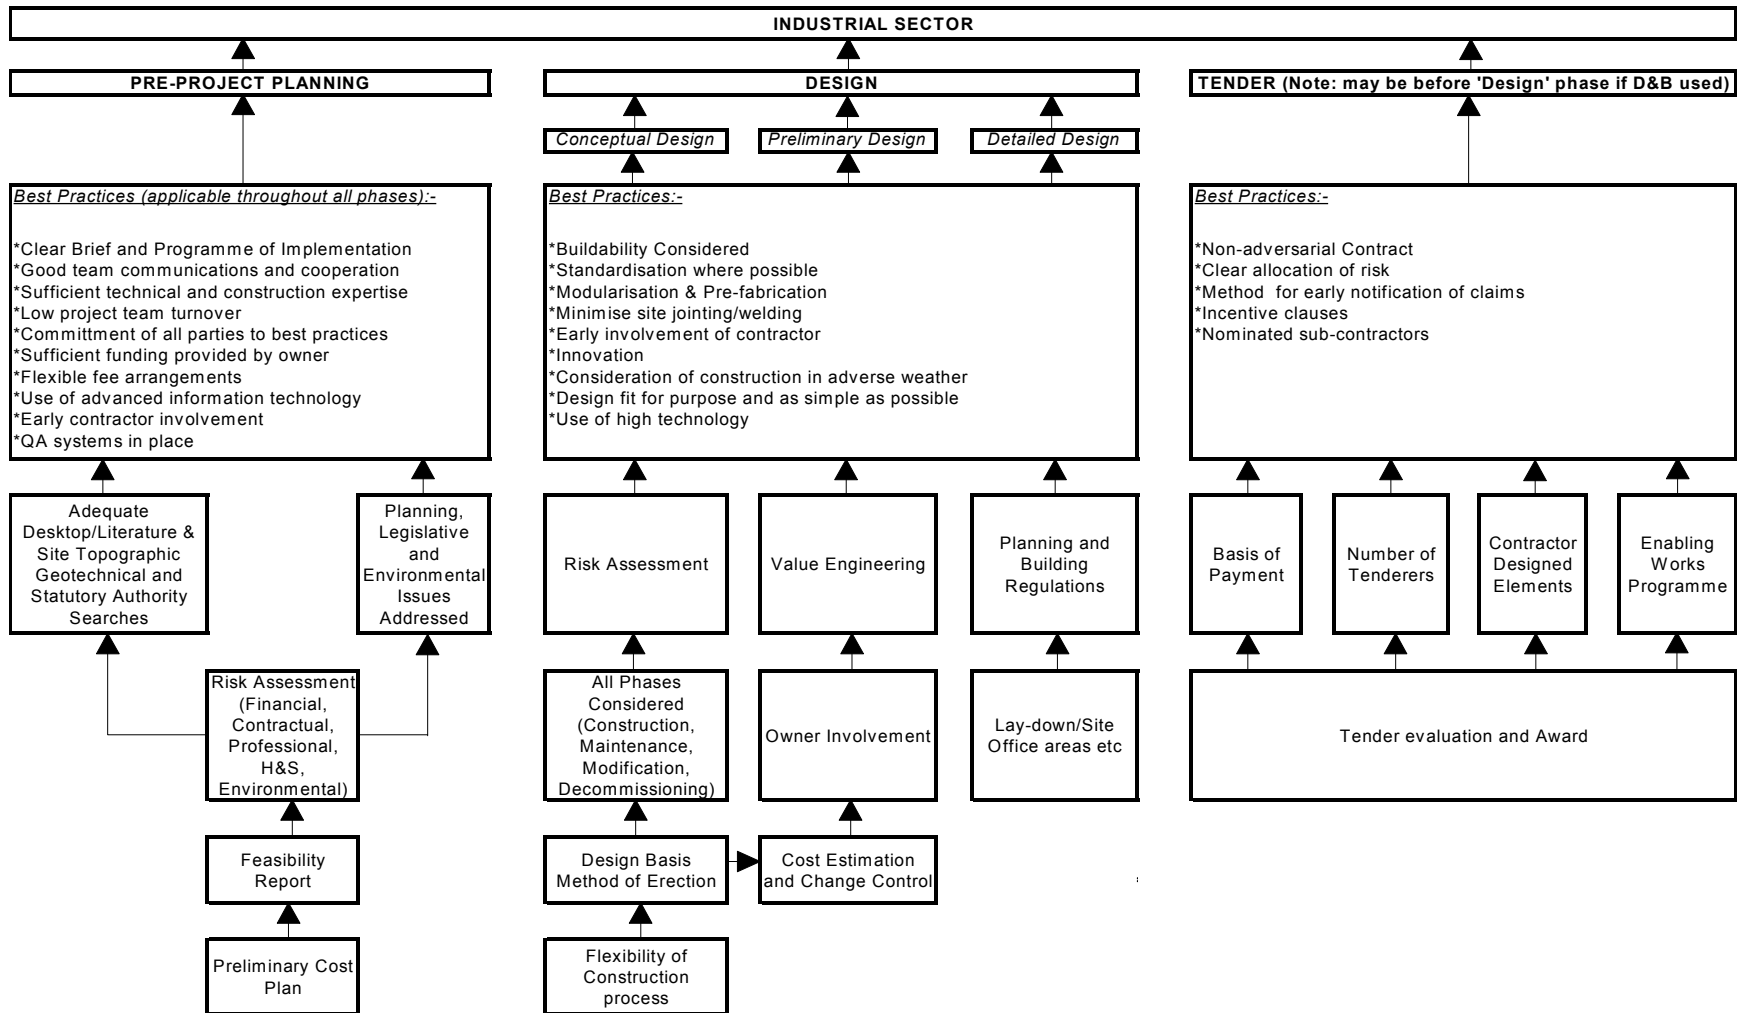 INDUSTRIAL SECTOR
PRE-PROJECT PLANNING
DESIGN
TENDER (Note: may be before 'Design' phase if D&B used)
Conceptual Design
Preliminary Design
Detailed Design
Best Practices (applicable throughout all phases):-
*Clear Brief and Programme of Implementation
*Good team communications and cooperation
*Sufficient technical and construction expertise
*Low project team turnover
*Committment of all parties to best practices
*Sufficient funding provided by owner
*Flexible fee arrangements
*Use of advanced information technology
*Early contractor involvement
*QA systems in place
Best Practices:-
*Buildability Considered
*Standardisation where possible
*Modularisation & Pre-fabrication
*Minimise site jointing/welding
*Early involvement of contractor
*Innovation
*Consideration of construction in adverse weather
*Design fit for purpose and as simple as possible
*Use of high technology
Best Practices:-
*Non-adversarial Contract
*Clear allocation of risk
*Method for early notification of claims
*Incentive clauses
*Nominated sub-contractors
Adequate
Desktop/Literature &
Site Topographic
Geotechnical and
Statutory Authority
Searches
Planning,
Legislative
and
Environmental
Issues
Addressed
Risk Assessment
Value Engineering
Planning and
Building
Regulations
Basis of
Payment
Number of
Tenderers
Contractor
Designed
Elements
Enabling
Works
Programme
Risk Assessment
(Financial,
Contractual,
Professional,
H&S,
Environmental)
All Phases
Considered
(Construction,
Maintenance,
Modification,
Decommissioning)
Owner Involvement
Lay-down/Site
Office areas etc
Tender evaluation and Award
Feasibility
Report
Design Basis
Method of Erection
Cost Estimation
and Change Control
Preliminary Cost
Plan
Flexibility of
Construction
process